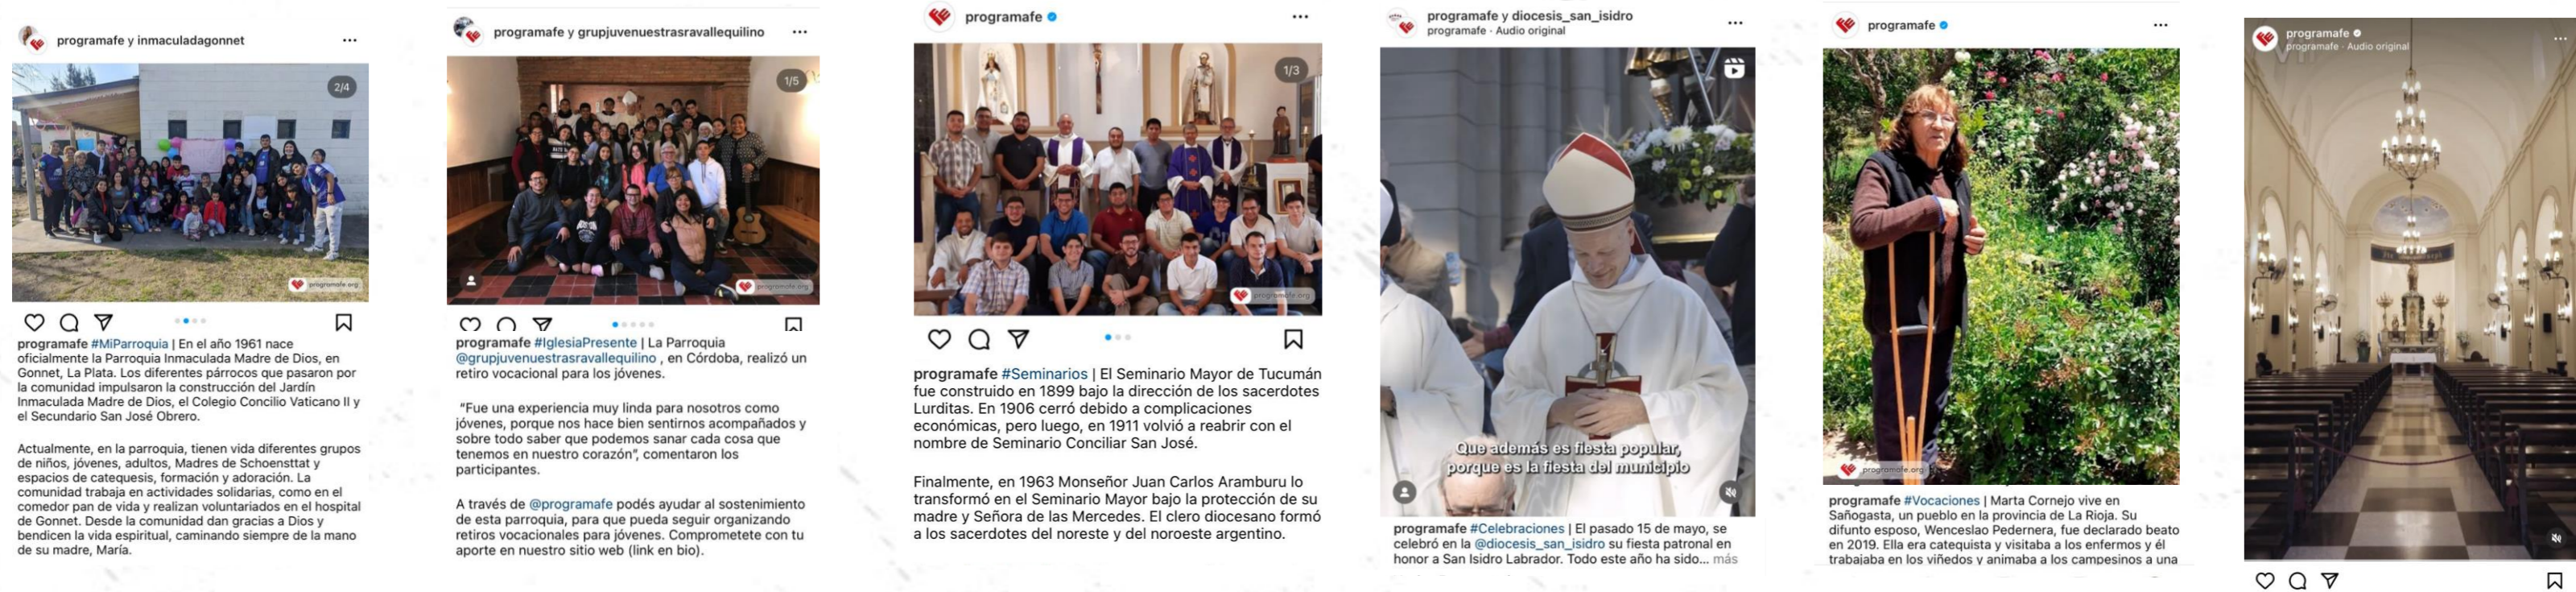 programafe y inmaculadagonnet
2/4
programafe.org
programafe #MiParroquia | En el año 1961 nace
oficialmente la Parroquia Inmaculada Madre de Dios, en
Gonnet, La Plata. Los diferentes párrocos que pasaron por
la comunidad impulsaron la construcción del Jardín
Inmaculada Madre de Dios, el Colegio Concilio Vaticano II y
el Secundario San José Obrero.
Actualmente, en la parroquia, tienen vida diferentes grupos
de niños, jóvenes, adultos, Madres de Schoensttat y
espacios de catequesis, formación y adoración. La
comunidad trabaja en actividades solidarias, como en el
comedor pan de vida y realizan voluntariados en el hospital
de Gonnet. Desde la comunidad dan gracias a Dios y
bendicen la vida espiritual, caminando siempre de la mano
de su madre, María.
programafe y grupjuvenuestrasravallequilino
1/5
programafe.org
programafe #IglesiaPresente | La Parroquia
@grupjuvenuestrasravallequilino , en Córdoba, realizó un
retiro vocacional para los jóvenes.
“Fue una experiencia muy linda para nosotros como
jóvenes, porque nos hace bien sentirnos acompañados y
sobre todo saber que podemos sanar cada cosa que
tenemos en nuestro corazón”, comentaron los
participantes.
A través de @programafe podés ayudar al sostenimiento
de esta parroquia, para que pueda seguir organizando
retiros vocacionales para jóvenes. Comprometete con tu
aporte en nuestro sitio web (link en bio).
programafe
1/3
programafe.org
programafe #Seminarios | El Seminario Mayor de Tucumán
fue construido en 1899 bajo la dirección de los sacerdotes
Lurditas. En 1906 cerró debido a complicaciones
económicas, pero luego, en 1911 volvió a reabrir con el
nombre de Seminario Conciliar San José.
Finalmente, en 1963 Monseñor Juan Carlos Aramburu lo
transformó en el Seminario Mayor bajo la protección de su
madre y Señora de las Mercedes. El clero diocesano formó
a los sacerdotes del noreste y del noroeste argentino.
programafe y diocesis_san_isidro
programafe · Audio original
Que además es fiesta popular,
porque es la fiesta del municipio
programafe #Celebraciones | El pasado 15 de mayo, se
celebró en la @diocesis_san_isidro su fiesta patronal en
honor a San Isidro Labrador. Todo este año ha sido... más
programafe
programafe.org
programafe #Vocaciones | Marta Cornejo vive en
Sañogasta, un pueblo en la provincia de La Rioja. Su
difunto esposo, Wenceslao Pedernera, fue declarado beato
en 2019. Ella era catequista y visitaba a los enfermos y él
trabajaba en los viñedos y animaba a los campesinos a una
programafe
programafe · Audio original